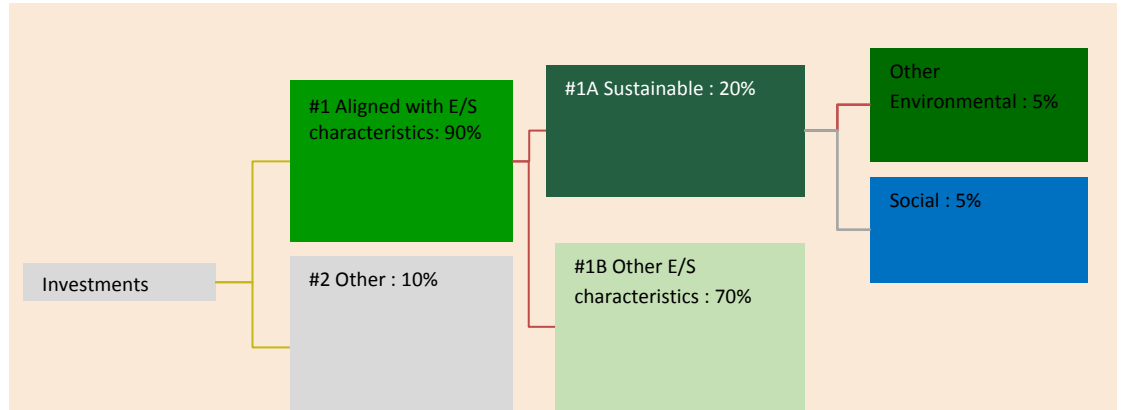 Investments
#1 Aligned with E/S
characteristics: 90%
#2 Other : 10%
#1A Sustainable : 20%
#1B Other E/S
characteristics : 70%
Other
Environmental : 5%
Social : 5%